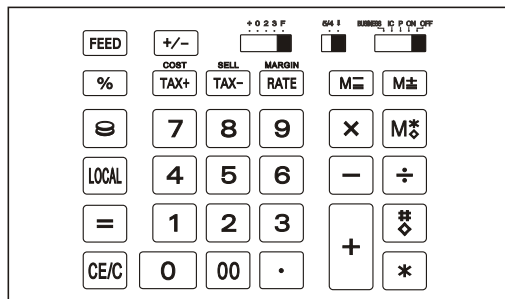 + 0 2 3 F 5/4 BUSINESS IC P ON OFF
FEED +/−
COST SELL MARGIN
% TAX+ TAX− RATE M= M±
7 8 9 × M*◇
LOCAL 4 5 6 − ÷
= 1 2 3 + #◇
CE/C 0 00 · *